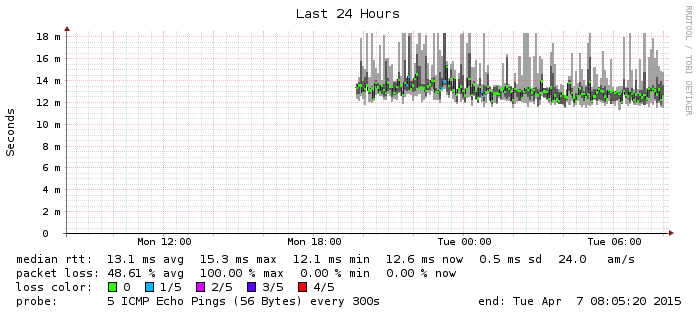 Last 24 Hours
RRDTOOL / TOBI OETIKER
Seconds
18 m
16 m
14 m
12 m
10 m
8 m
6 m
4 m
2 m
0
Mon 12:00 Mon 18:00 Tue 00:00 Tue 06:00
median rtt: 13.1 ms avg 15.3 ms max 12.1 ms min 12.6 ms now 0.5 ms sd 24.0 am/s
packet loss: 48.61 % avg 100.00 % max 0.00 % min 0.00 % now
loss color: 0 1/5 2/5 3/5 4/5
probe: 5 ICMP Echo Pings (56 Bytes) every 300s end: Tue Apr 7 08:05:20 2015